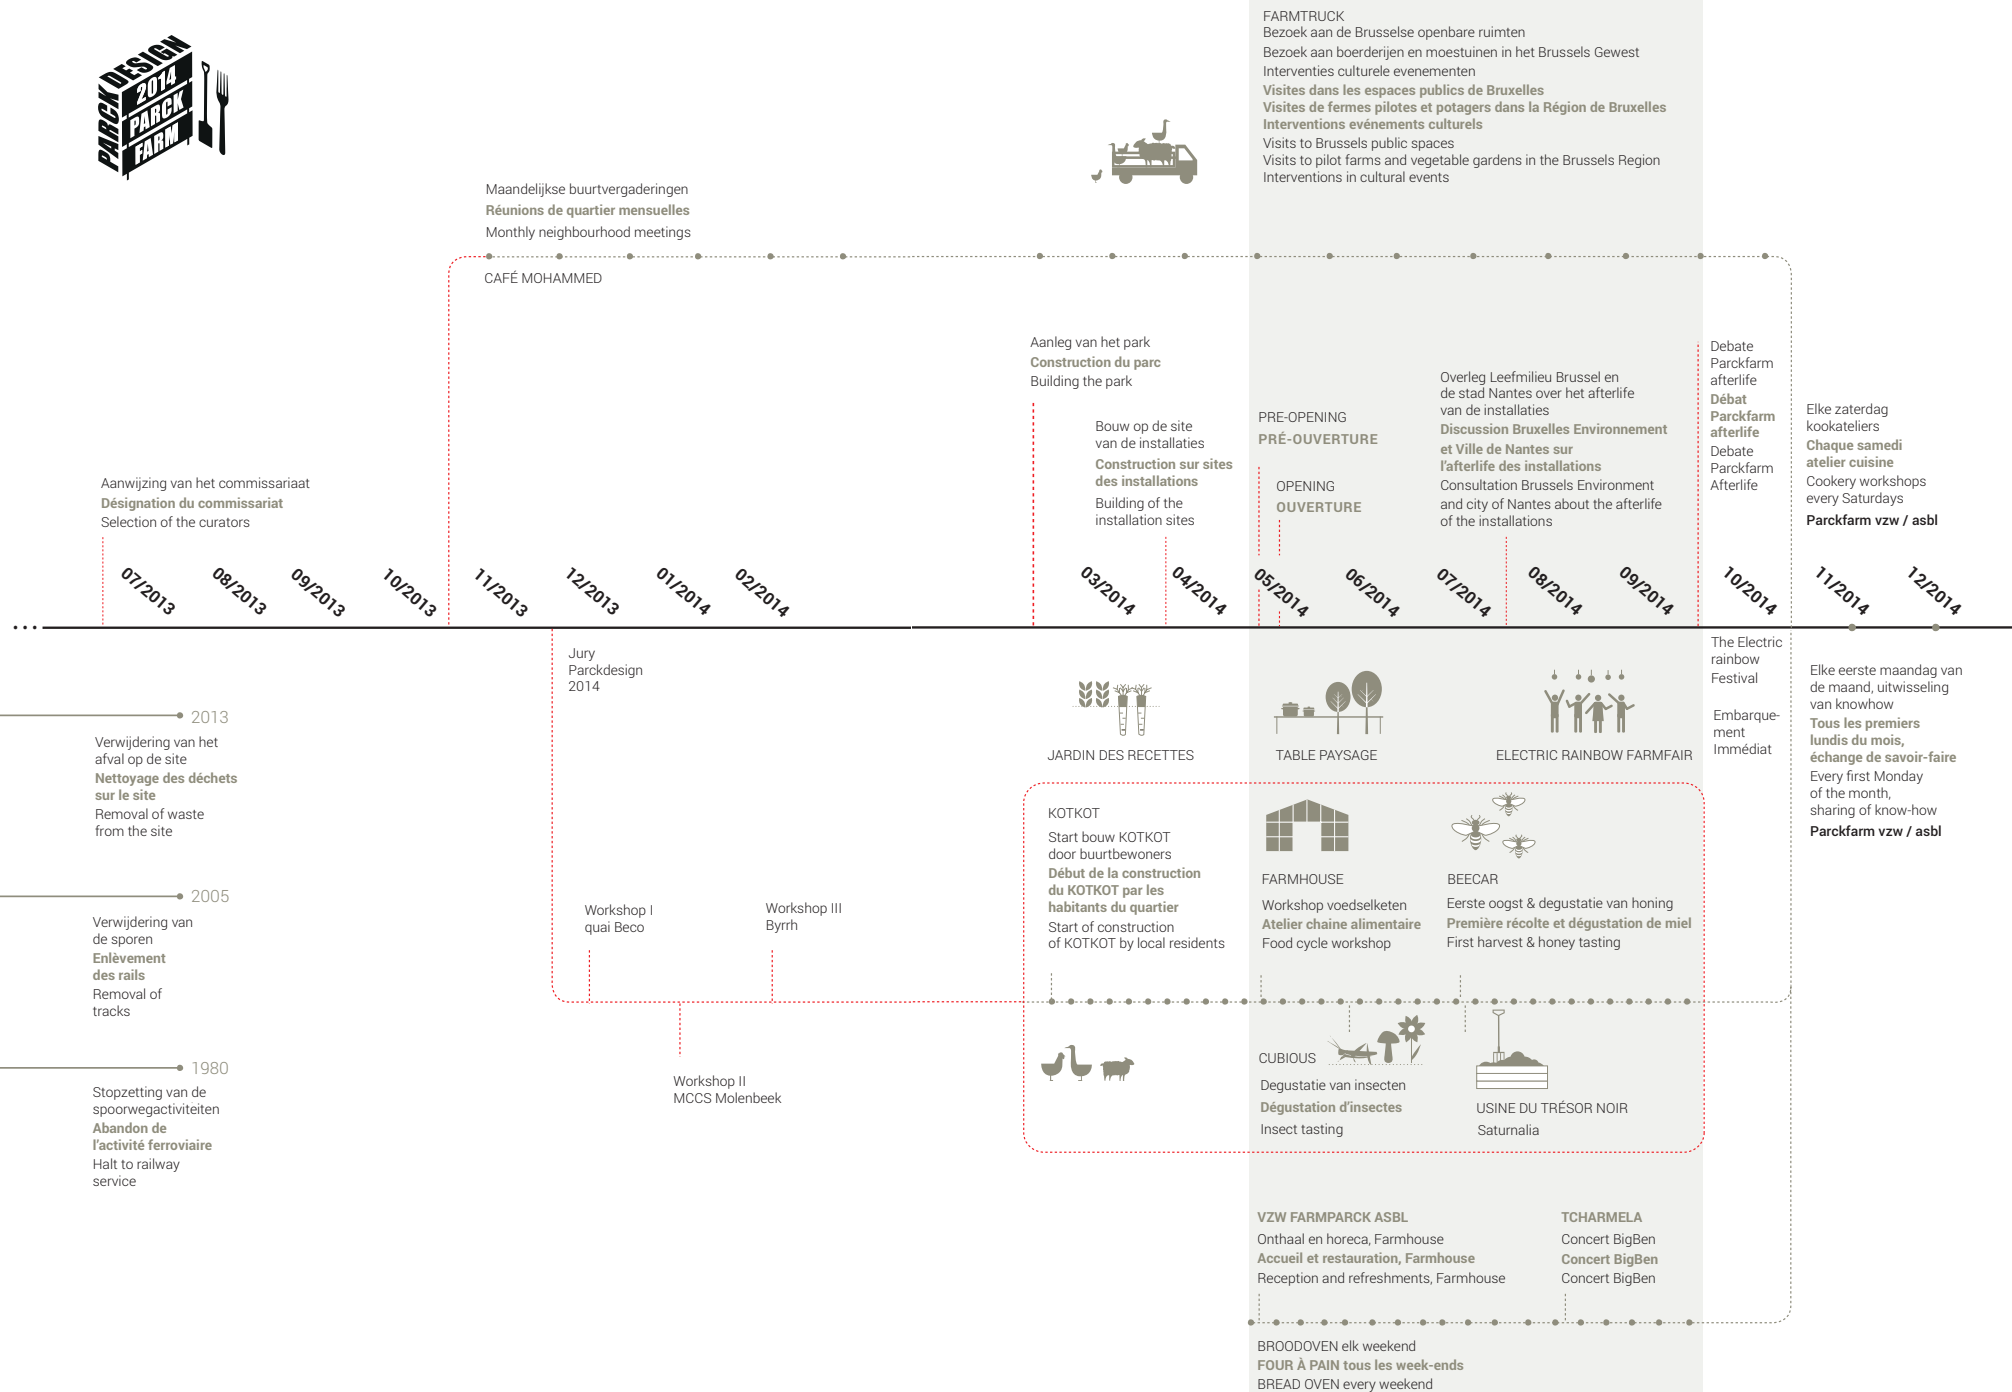 PARCK DESIGN
2014
PARCK
FARM
FARMTRUCK
Bezoek aan de Brusselse openbare ruimten
Bezoek aan boerderijen en moestuinen in het Brussels Gewest
Interventies culturele evenementen
Visites dans les espaces publics de Bruxelles
Visites de fermes pilotes et potagers dans la Région de Bruxelles
Interventions evénements culturels
Visits to Brussels public spaces
Visits to pilot farms and vegetable gardens in the Brussels Region
Interventions in cultural events
Maandelijkse buurtvergaderingen
Réunions de quartier mensuelles
Monthly neighbourhood meetings
CAFÉ MOHAMMED
Aanleg van het park
Construction du parc
Building the park
Bouw op de site
van de installaties
Construction sur sites
des installations
Building of the
installation sites
PRE-OPENING
PRÉ-OUVERTURE
OPENING
OUVERTURE
Overleg Leefmilieu Brussel en
de stad Nantes over het afterlife
van de installaties
Discussion Bruxelles Environnement
et Ville de Nantes sur
l'afterlife des installations
Consultation Brussels Environment
and city of Nantes about the afterlife
of the installations
Debate
Parckfarm
afterlife
Débat
Parckfarm
afterlife
Debate
Parckfarm
Afterlife
Elke zaterdag
kookateliers
Chaque samedi
atelier cuisine
Cookery workshops
every Saturdays
Parckfarm vzw / asbl
Aanwijzing van het commissariaat
Désignation du commissariat
Selection of the curators
07/2013
08/2013
09/2013
10/2013
11/2013
12/2013
01/2014
02/2014
03/2014
04/2014
05/2014
06/2014
07/2014
08/2014
09/2014
10/2014
11/2014
12/2014
...
Jury
Parckdesign
2014
The Electric
rainbow
Festival
Embarque-
ment
Immédiat
Elke eerste maandag van
de maand, uitwisseling
van knowhow
Tous les premiers
lundis du mois,
échange de savoir-faire
Every first Monday
of the month,
sharing of know-how
Parckfarm vzw / asbl
2013
Verwijdering van het
afval op de site
Nettoyage des déchets
sur le site
Removal of waste
from the site
2005
Verwijdering van
de sporen
Enlèvement
des rails
Removal of
tracks
1980
Stopzetting van de
spoorwegactiviteiten
Abandon de
l'activité ferroviaire
Halt to railway
service
JARDIN DES RECETTES
TABLE PAYSAGE
ELECTRIC RAINBOW FARMFAIR
KOTKOT
Start bouw KOTKOT
door buurtbewoners
Début de la construction
du KOTKOT par les
habitants du quartier
Start of construction
of KOTKOT by local residents
FARMHOUSE
Workshop voedselketen
Atelier chaine alimentaire
Food cycle workshop
BEECAR
Eerste oogst & degustatie van honing
Première récolte et dégustation de miel
First harvest & honey tasting
Workshop I
quai Beco
Workshop III
Byrrh
Workshop II
MCCS Molenbeek
CUBIOUS
Degustatie van insecten
Dégustation d'insectes
Insect tasting
USINE DU TRÉSOR NOIR
Saturnalia
VZW FARMPARCK ASBL
Onthaal en horeca, Farmhouse
Accueil et restauration, Farmhouse
Reception and refreshments, Farmhouse
TCHARMELA
Concert BigBen
Concert BigBen
Concert BigBen
BROODOVEN elk weekend
FOUR À PAIN tous les week-ends
BREAD OVEN every weekend